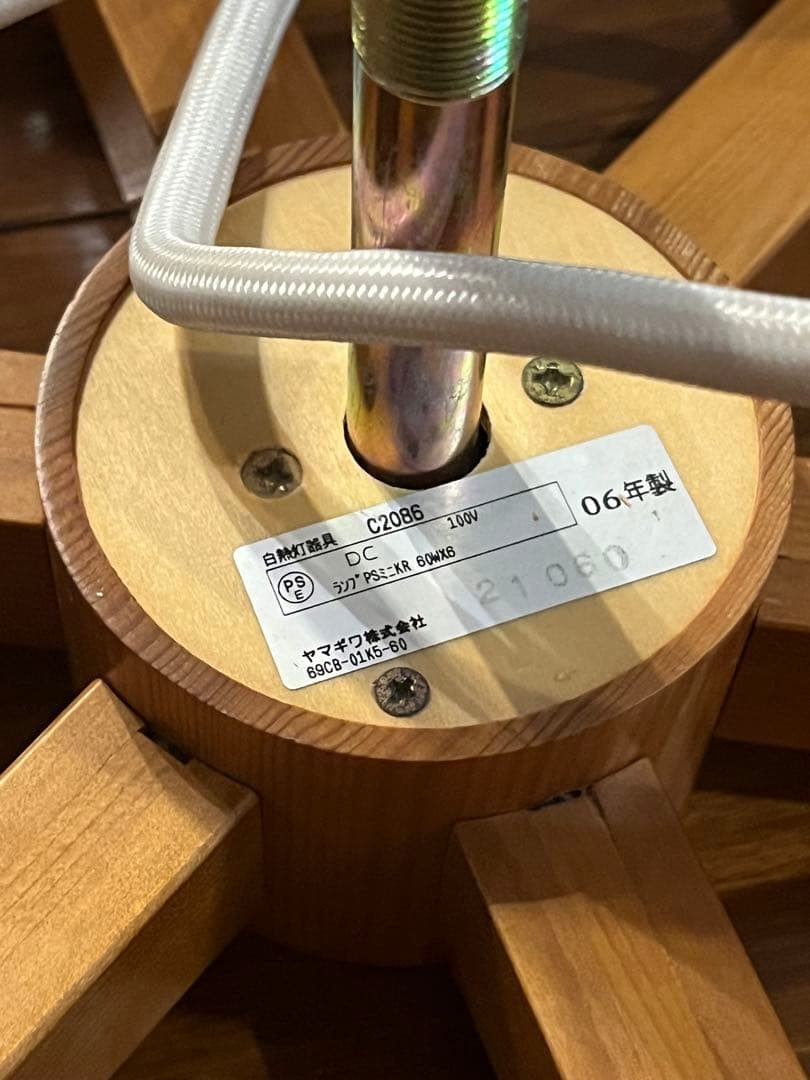 白熱灯器具 C2086
06年製
DC 100V
PS E ランプPSミニKR 60WX6
21060
ヤマギワ株式会社
69CB-01K5-60